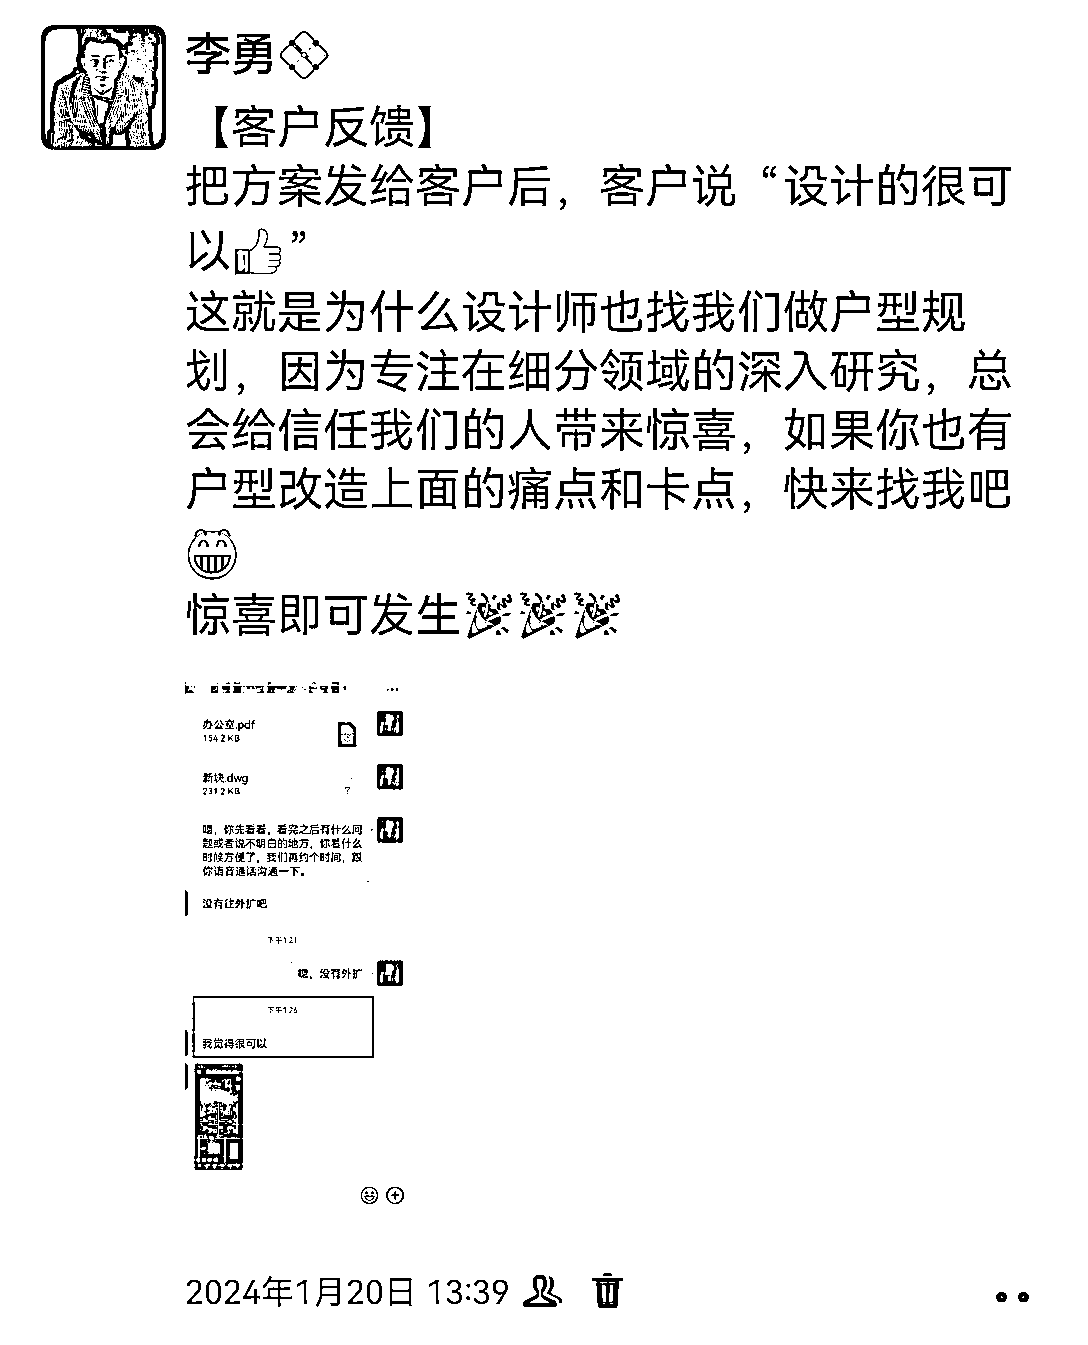 李勇
【客户反馈】
把方案发给客户后，客户说“设计的很可
以👍”
这就是为什么设计师也找我们做户型规
划，因为专注在细分领域的深入研究，总
会给信任我们的人带来惊喜，如果你也有
户型改造上面的痛点和卡点，快来找我吧
😁
惊喜即可发生🎉🎉🎉
办公室.pdf
154.2 KB
新块.dwg
231.2 KB
?
嗯，你先看看，看完之后有什么问
题或者说不明白的地方，你看什么
时候方便了，我们再约个时间，跟
你语音通话沟通一下。
没有往外扩吧
下午1:21
嗯，没有外扩
下午1:26
我觉得很可以
2024年1月20日 13:39